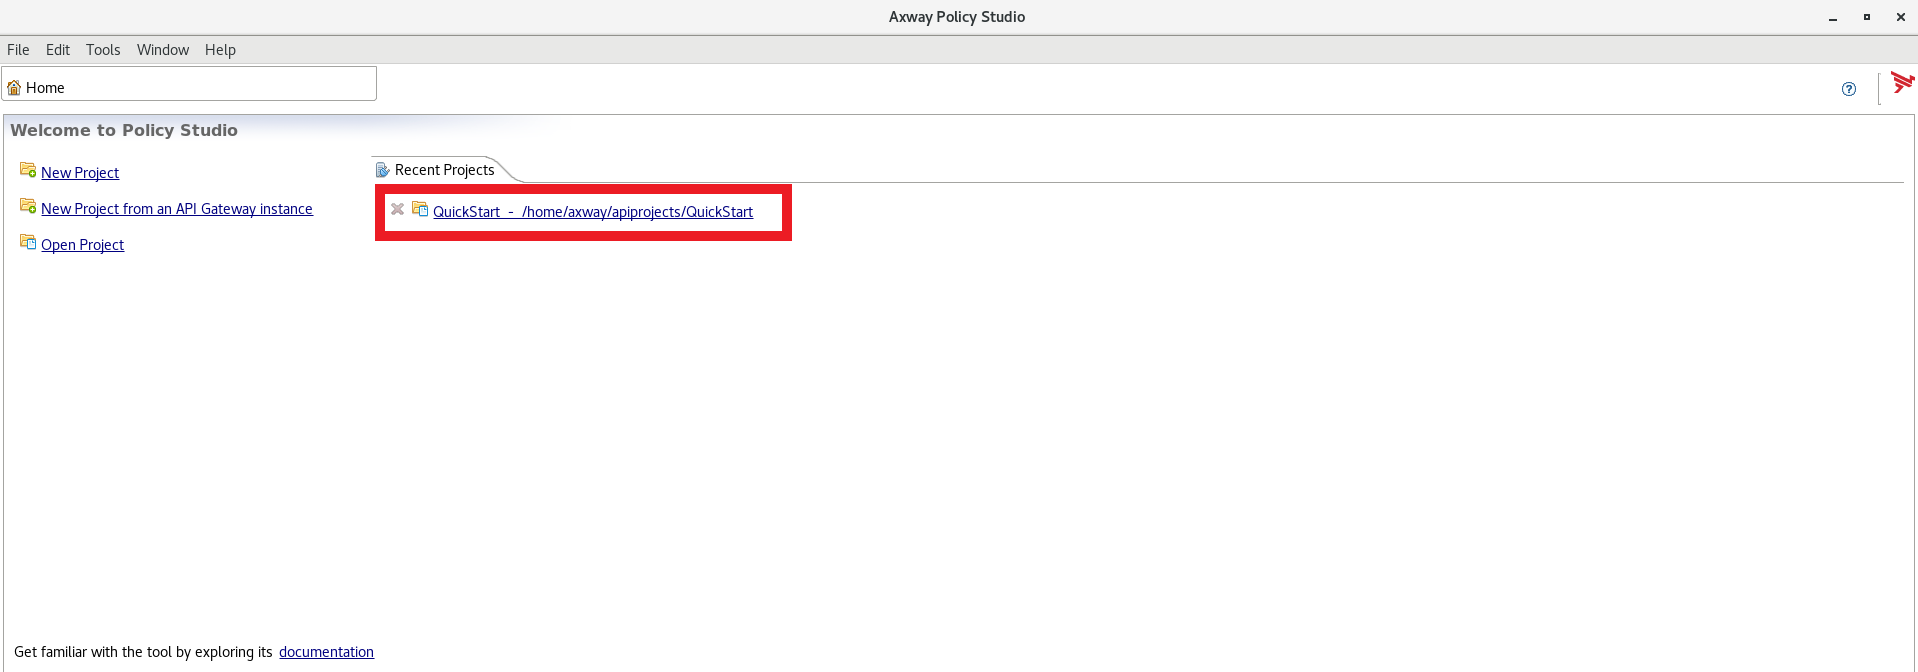 Axway Policy Studio
File Edit Tools Window Help
Home
Welcome to Policy Studio
New Project
New Project from an API Gateway instance
Open Project
Recent Projects
QuickStart - /home/axway/apiprojects/QuickStart
Get familiar with the tool by exploring its documentation